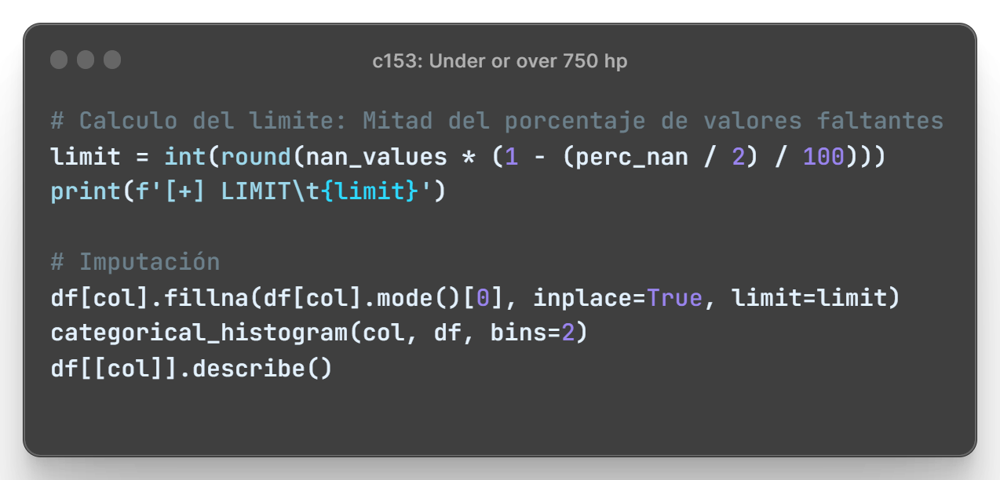 c153: Under or over 750 hp
# Calculo del limite: Mitad del porcentaje de valores faltantes
limit = int(round(nan_values * (1 - (perc_nan / 2) / 100)))
print(f'[+] LIMIT\t{limit}')
# Imputación
df[col].fillna(df[col].mode()[0], inplace=True, limit=limit)
categorical_histogram(col, df, bins=2)
df[[col]].describe()